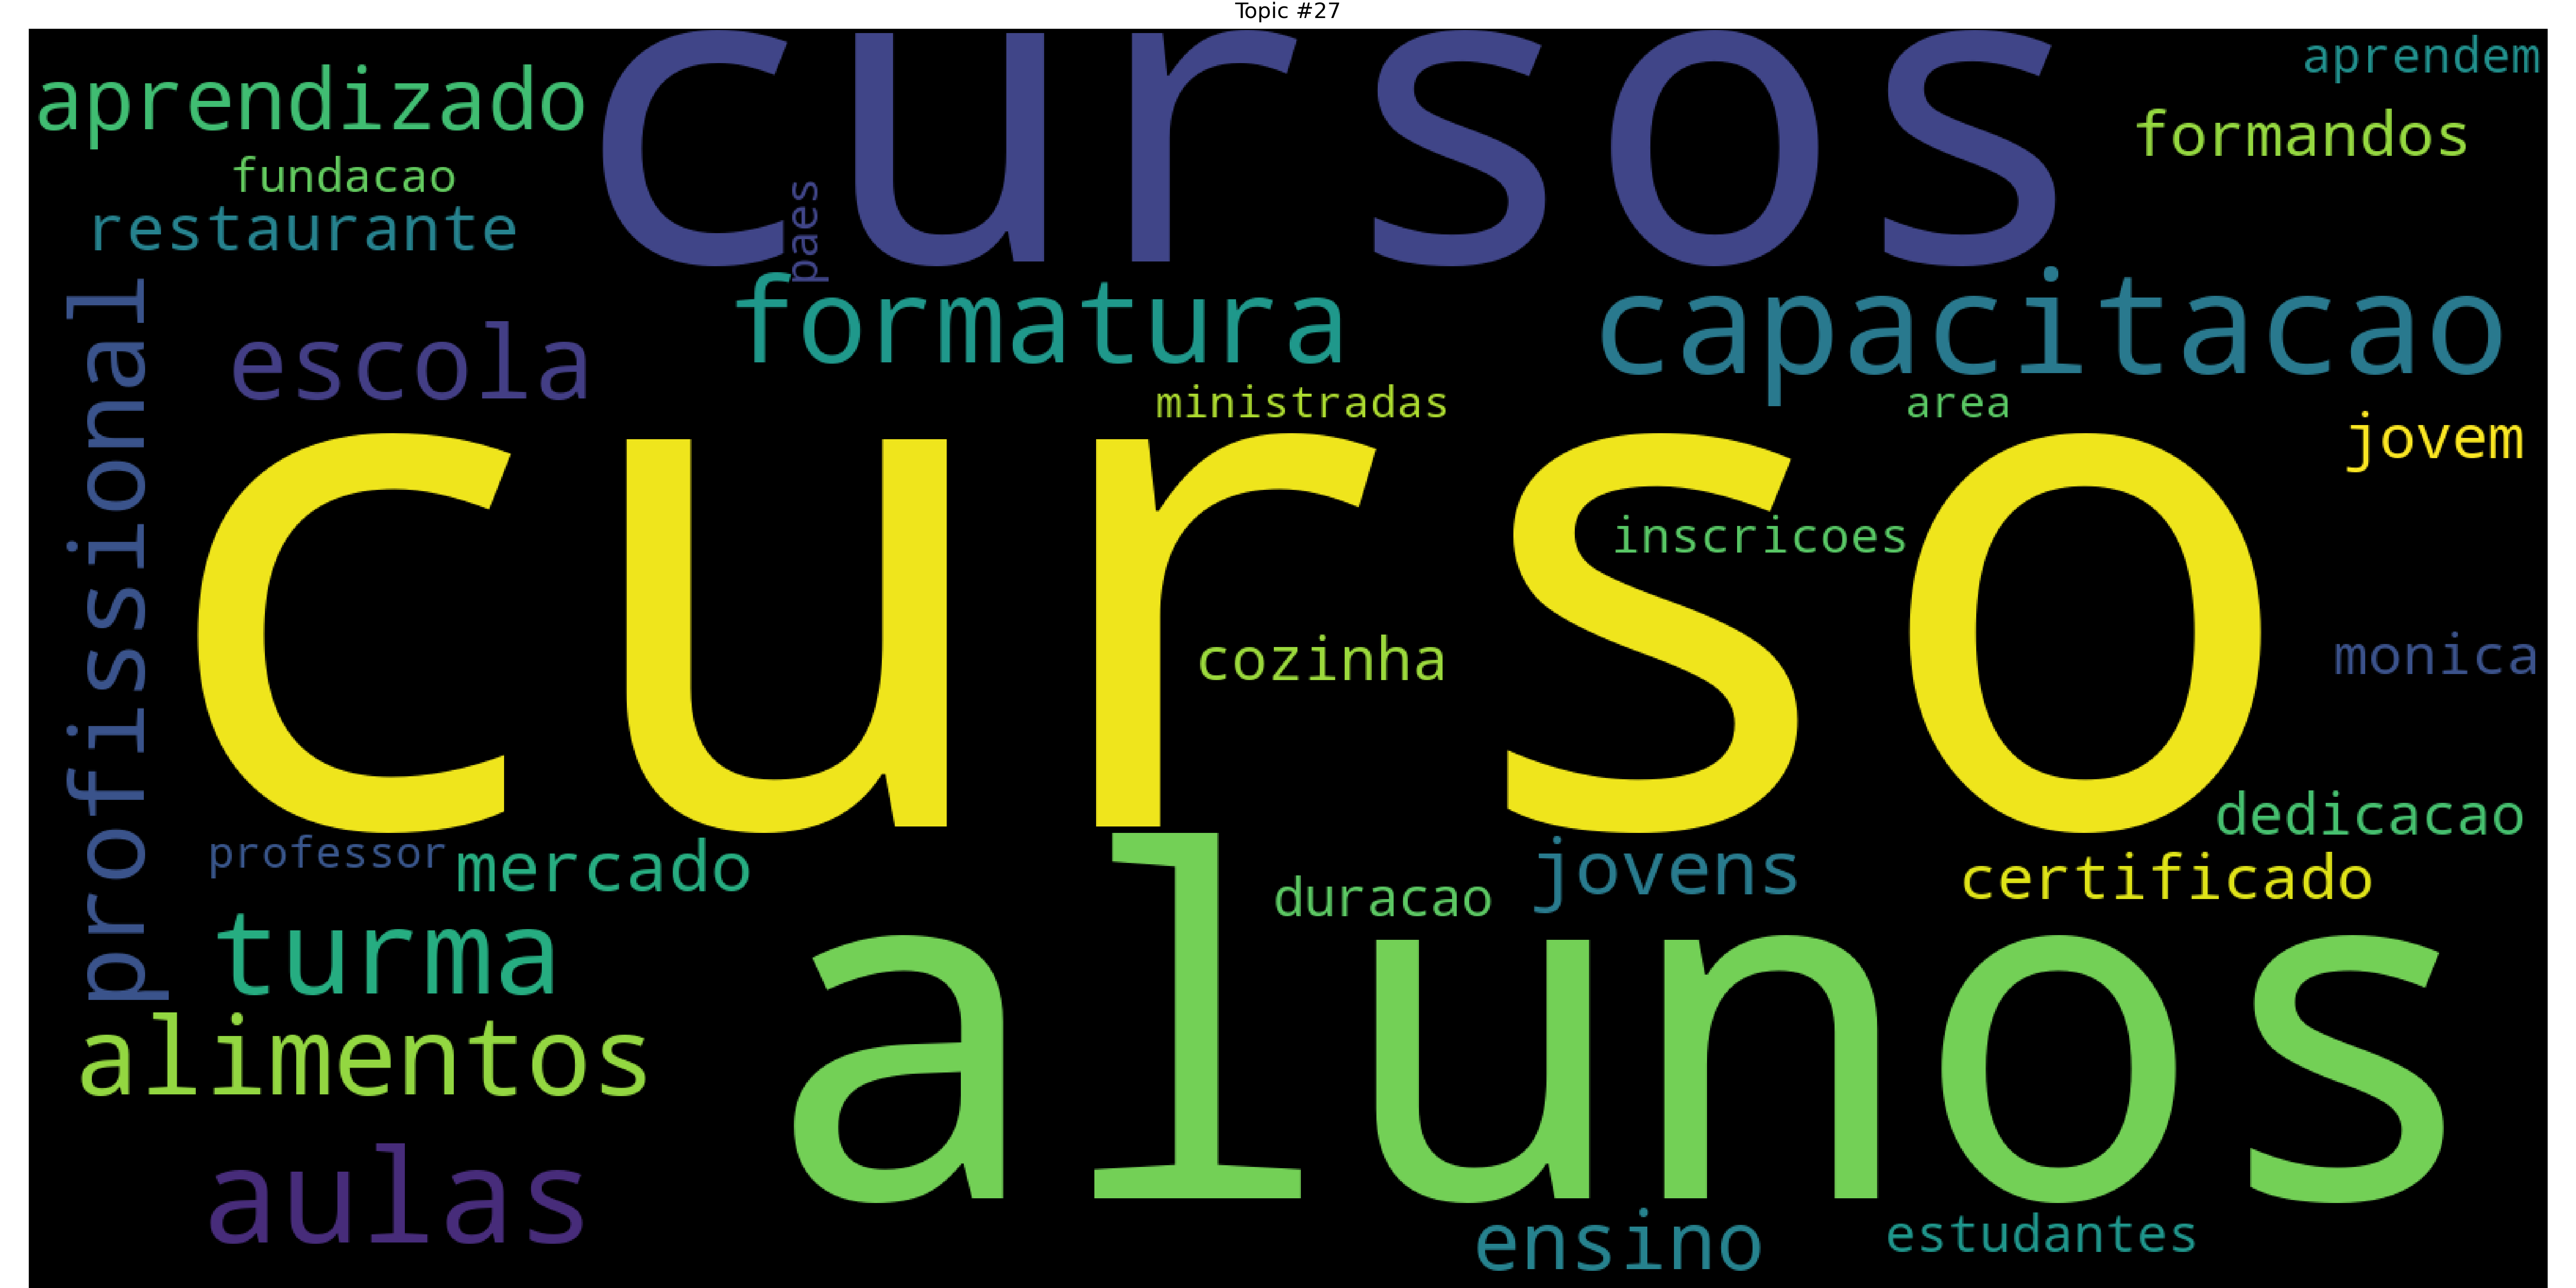 Topic #27
cursos
aprendem
aprendizado
formandos
fundacao
paes
restaurante
formatura
capacitacao
profissional
escola
ministradas
area
jovem
curso
inscricoes
cozinha
monica
dedicacao
professor
mercado
jovens
certificado
duracao
turma
alunos
alimentos
aulas
ensino
estudantes